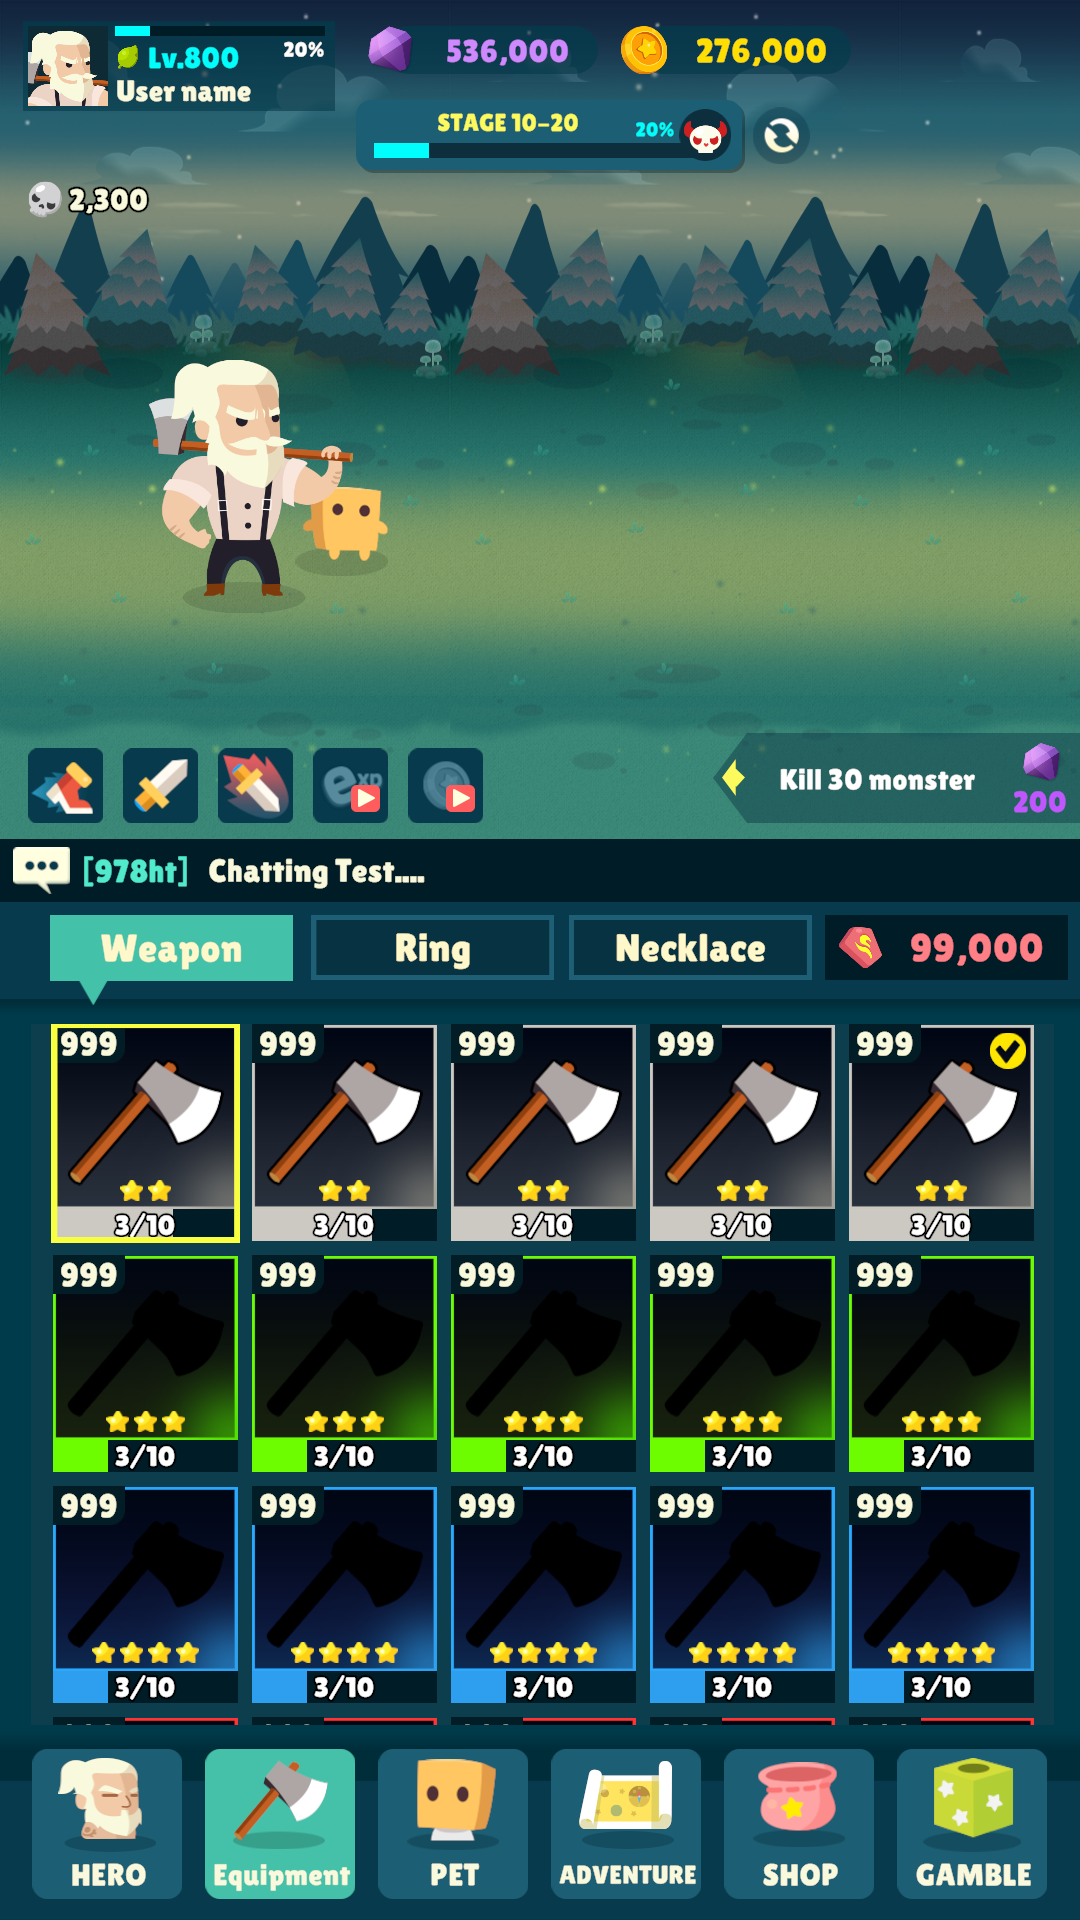 20%
Lv.800
User name
536,000
276,000
STAGE 10-20
20%
2,300
exp
Kill 30 monster
200
[978ht] Chatting Test....
Weapon
Ring
Necklace
99,000
999 999 999 999 999
3/10 3/10 3/10 3/10 3/10
999 999 999 999 999
3/10 3/10 3/10 3/10 3/10
999 999 999 999 999
3/10 3/10 3/10 3/10 3/10
HERO
Equipment
PET
ADVENTURE
SHOP
GAMBLE